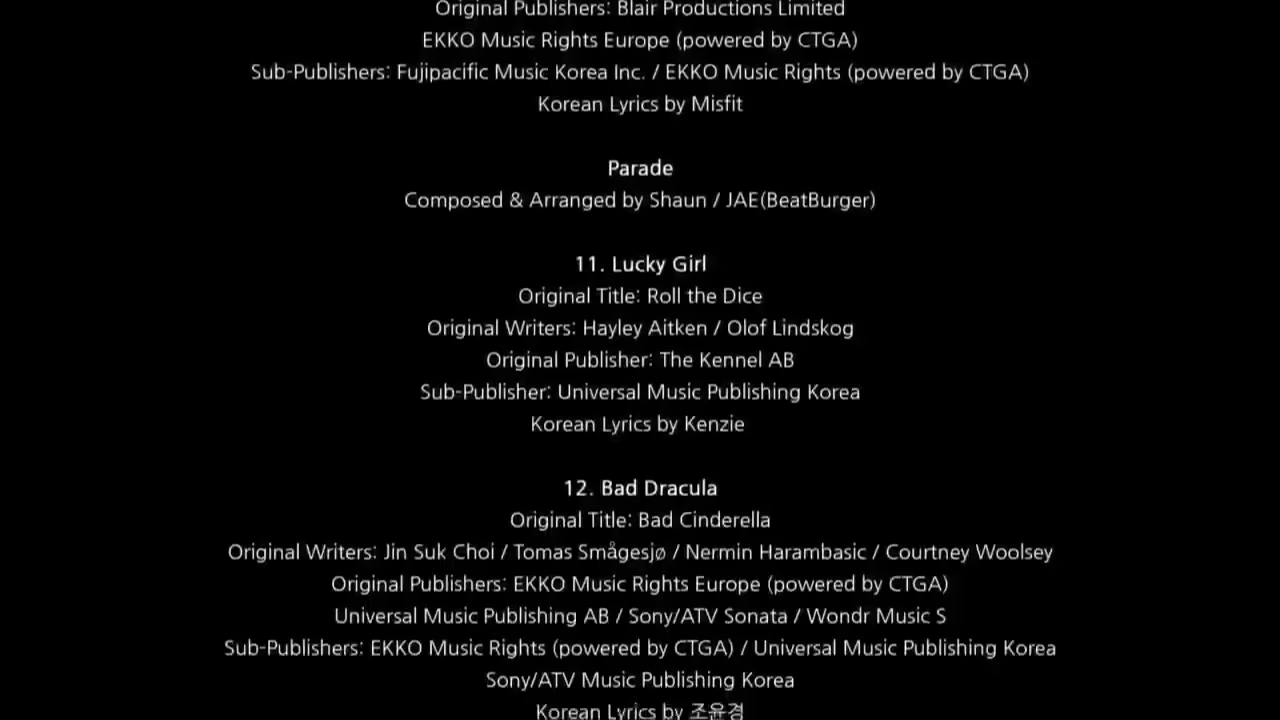 Original Publishers: Blair Productions Limited
EKKO Music Rights Europe (powered by CTGA)
Sub-Publishers: Fujipacific Music Korea Inc. / EKKO Music Rights (powered by CTGA)
Korean Lyrics by Misfit
Parade
Composed & Arranged by Shaun / JAE(BeatBurger)
11. Lucky Girl
Original Title: Roll the Dice
Original Writers: Hayley Aitken / Olof Lindskog
Original Publisher: The Kennel AB
Sub-Publisher: Universal Music Publishing Korea
Korean Lyrics by Kenzie
12. Bad Dracula
Original Title: Bad Cinderella
Original Writers: Jin Suk Choi / Tomas Smågesjø / Nermin Harambasic / Courtney Woolsey
Original Publishers: EKKO Music Rights Europe (powered by CTGA)
Universal Music Publishing AB / Sony/ATV Sonata / Wondr Music S
Sub-Publishers: EKKO Music Rights (powered by CTGA) / Universal Music Publishing Korea
Sony/ATV Music Publishing Korea
Korean Lyrics by 조윤경